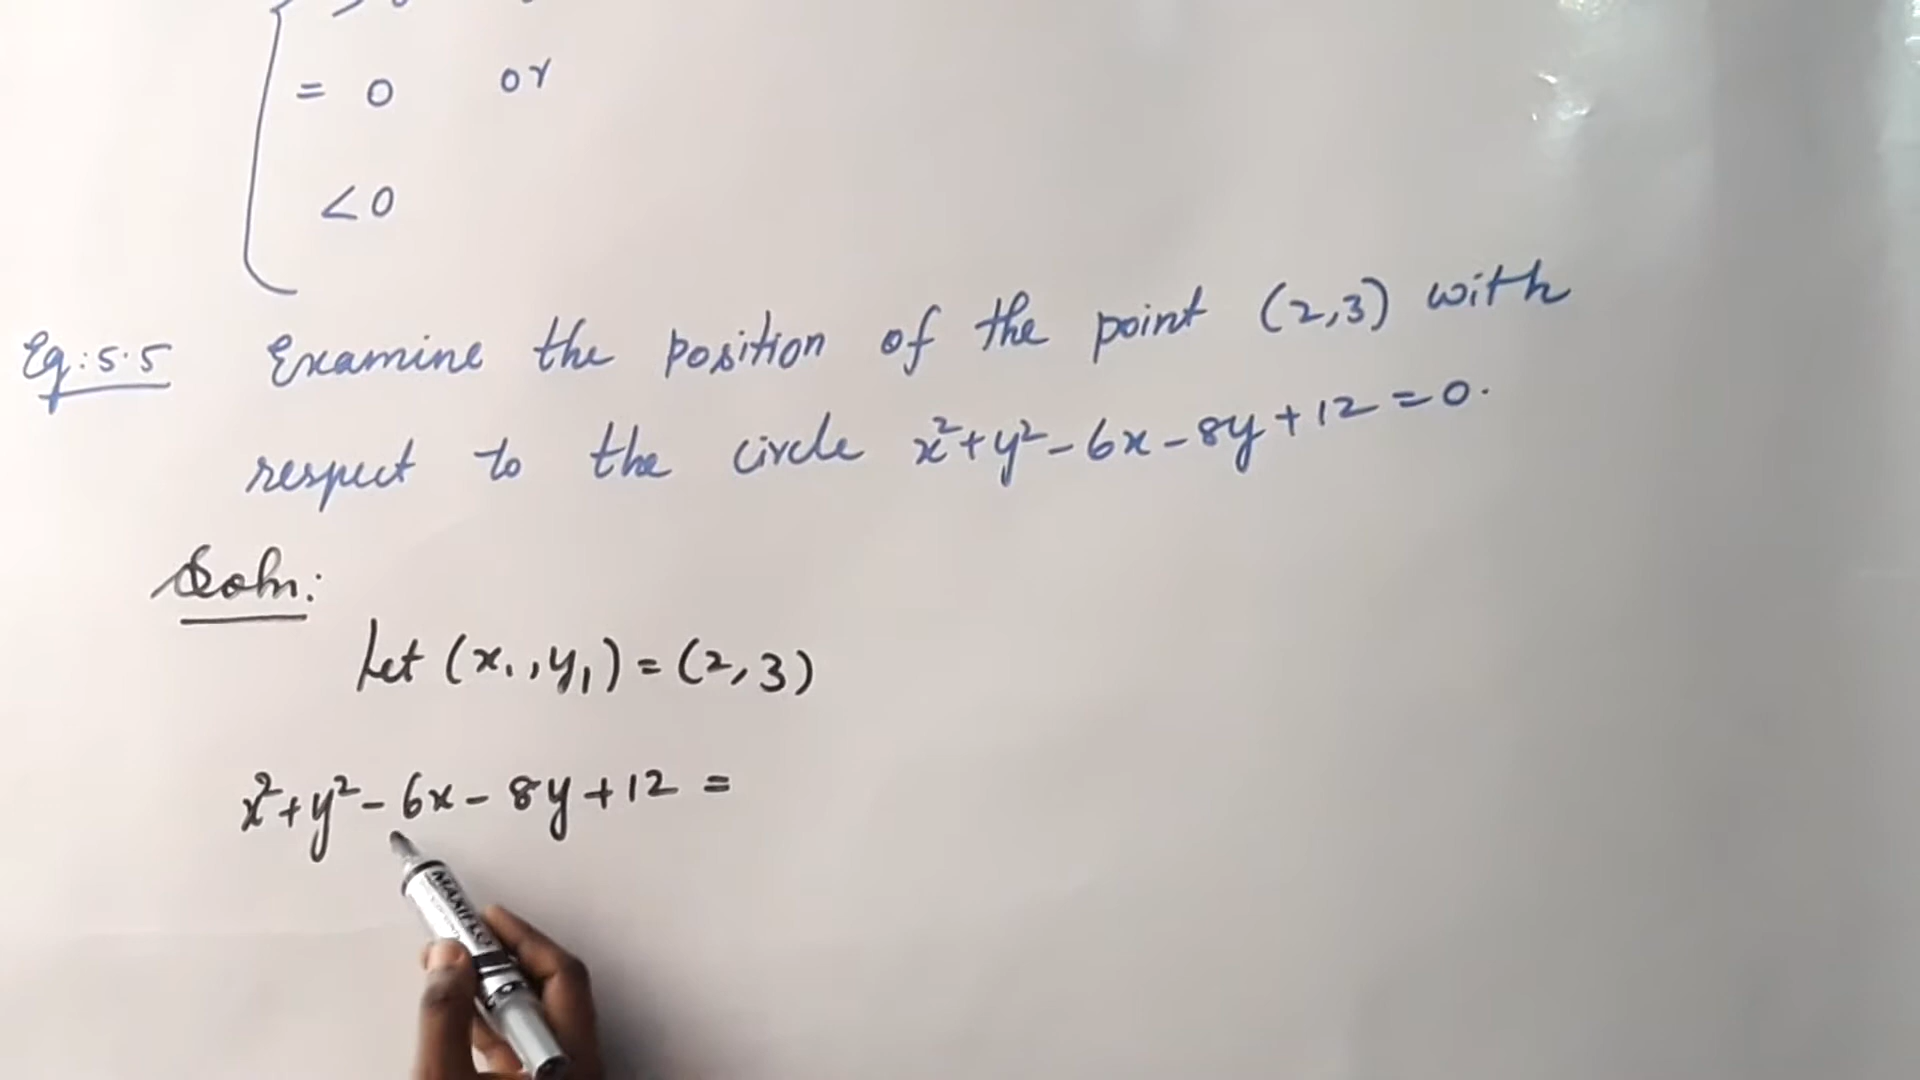 = 0 or
<0
Eg: 5.5 Examine the position of the point (2,3) with
respect to the circle x²+y²-6x-8y+12=0.
Soln:
Let (x₁,y₁)=(2,3)
x²+y²-6x-8y+12 =
MAXIFLO